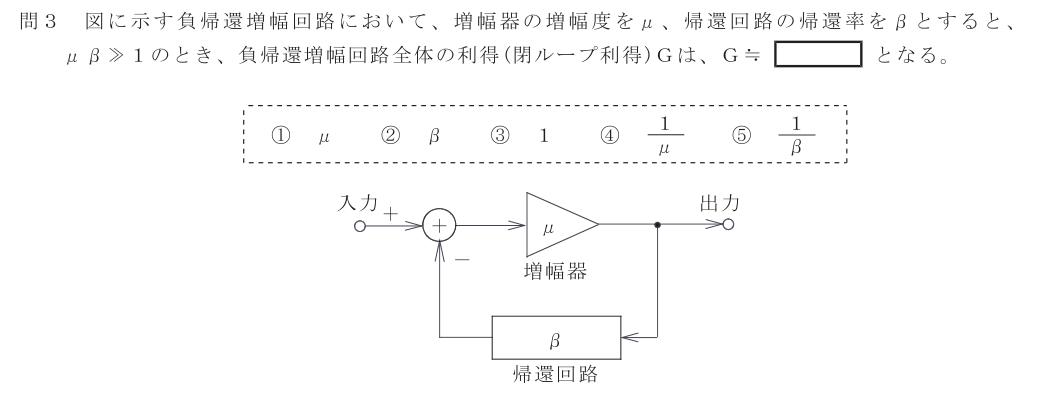 問３ 図に示す負帰還増幅回路において、増幅器の増幅度をμ、帰還回路の帰還率をβとすると、
μβ≫１のとき、負帰還増幅回路全体の利得(閉ループ利得)Ｇは、Ｇ≒ となる。
① μ ② β ③ 1 ④ 1/μ ⑤ 1/β
入力 出力
＋
＋
μ
－
増幅器
β
帰還回路